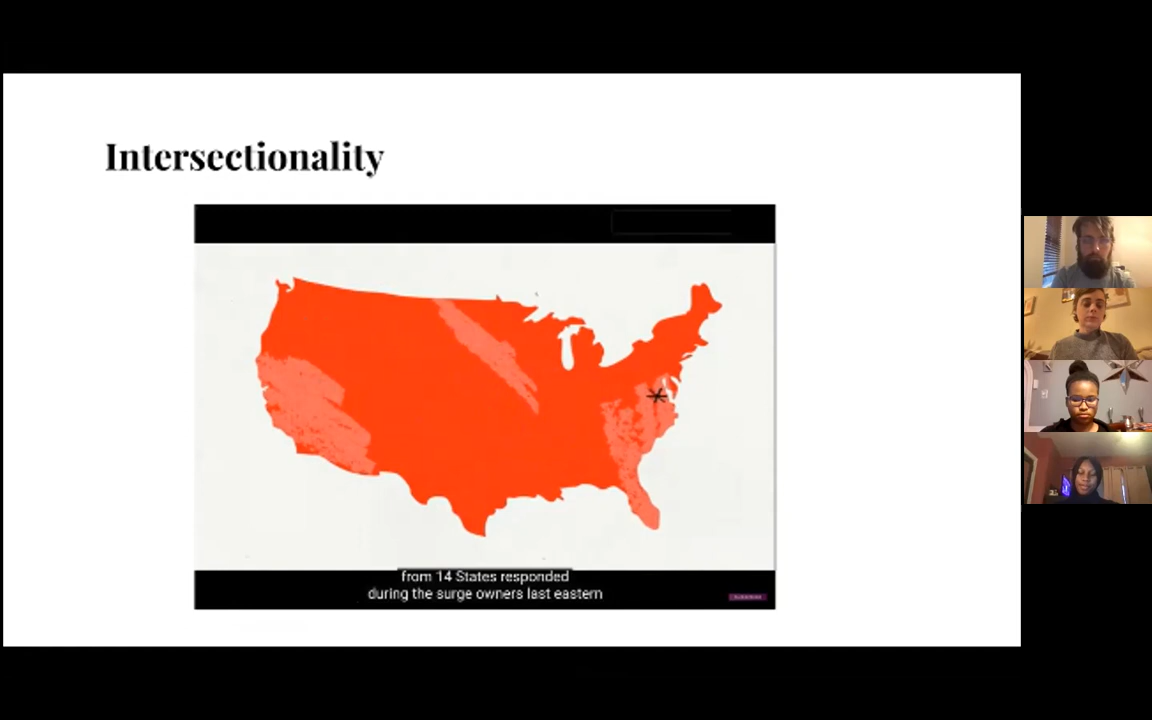 Intersectionality
from 14 States responded
during the surge owners last eastern